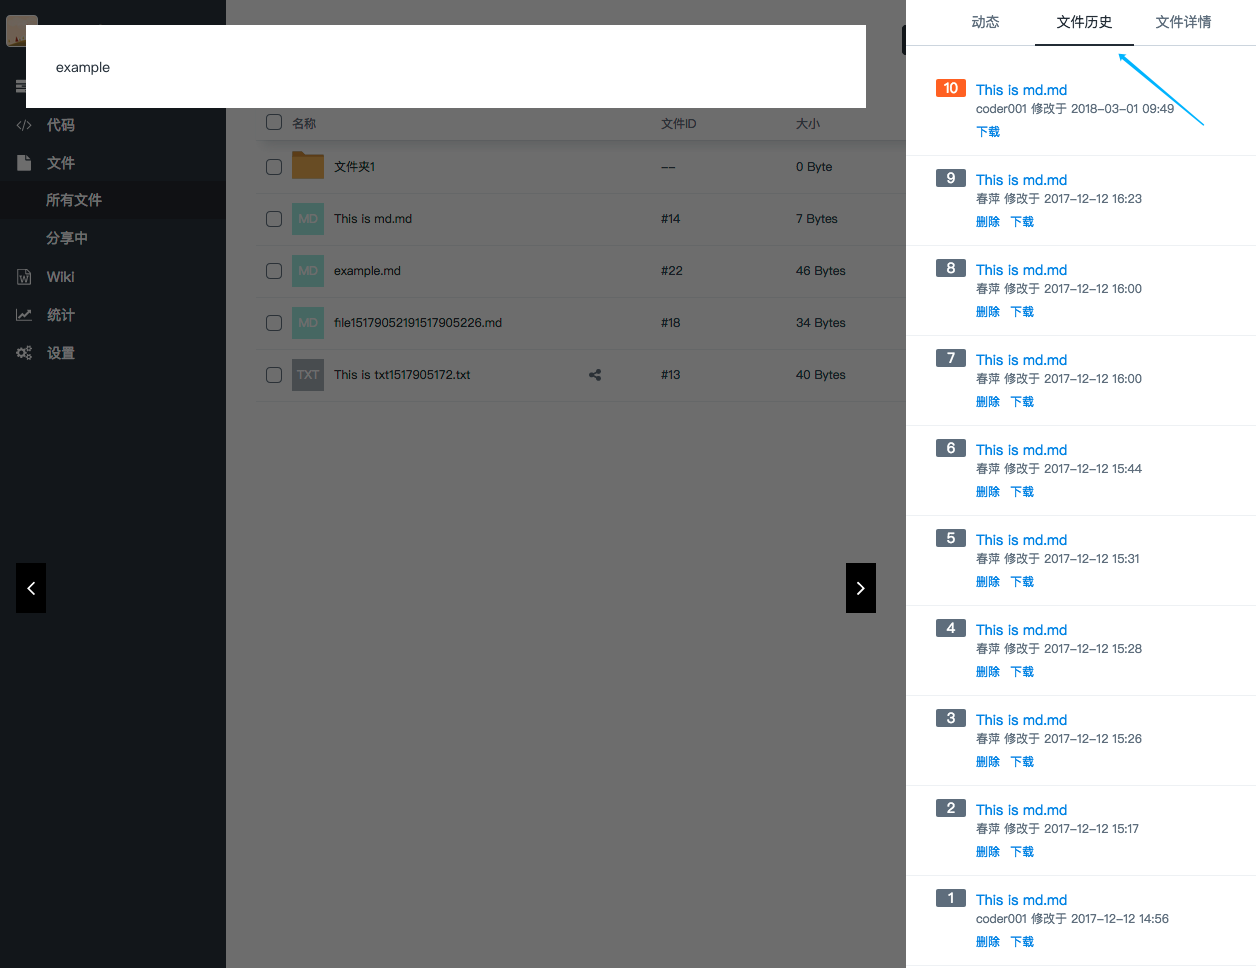 example
代码
文件
所有文件
分享中
Wiki
统计
设置
名称 文件ID 大小
文件夹1 -- 0 Byte
MD This is md.md #14 7 Bytes
MD example.md #22 46 Bytes
MD file15179052191517905226.md #18 34 Bytes
TXT This is txt1517905172.txt #13 40 Bytes
动态 文件历史 文件详情
10 This is md.md
coder001 修改于 2018-03-01 09:49
下载
9 This is md.md
春萍 修改于 2017-12-12 16:23
删除 下载
8 This is md.md
春萍 修改于 2017-12-12 16:00
删除 下载
7 This is md.md
春萍 修改于 2017-12-12 16:00
删除 下载
6 This is md.md
春萍 修改于 2017-12-12 15:44
删除 下载
5 This is md.md
春萍 修改于 2017-12-12 15:31
删除 下载
4 This is md.md
春萍 修改于 2017-12-12 15:28
删除 下载
3 This is md.md
春萍 修改于 2017-12-12 15:26
删除 下载
2 This is md.md
春萍 修改于 2017-12-12 15:17
删除 下载
1 This is md.md
coder001 修改于 2017-12-12 14:56
删除 下载